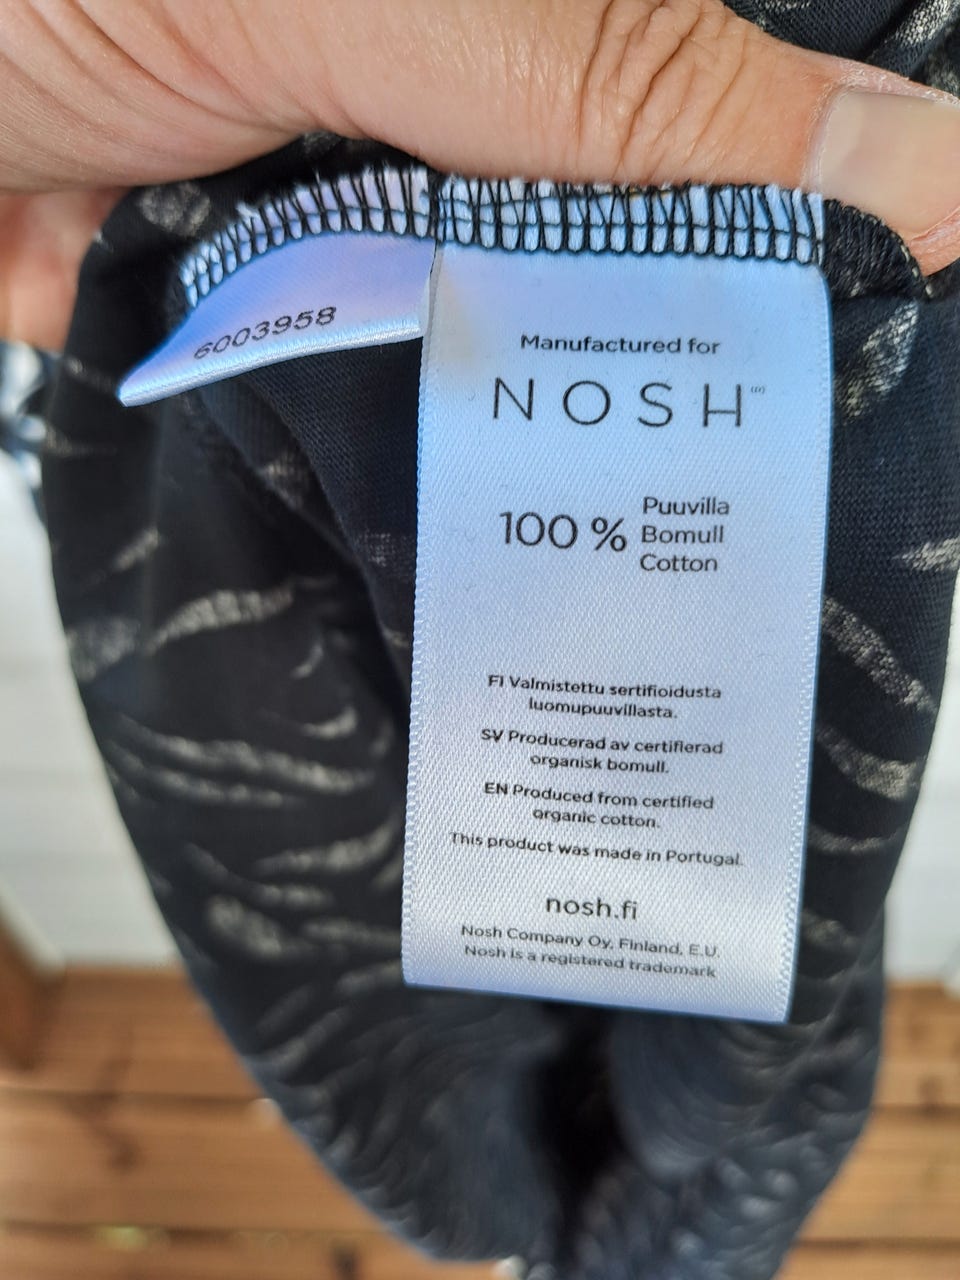 6003958
Manufactured for
NOSH
100 % Puuvilla
Bomull
Cotton
FI Valmistettu sertifioidusta
luomupuuvillasta.
SV Producerad av certifierad
organisk bomull.
EN Produced from certified
organic cotton.
This product was made in Portugal.
nosh.fi
Nosh Company Oy, Finland, E.U.
Nosh is a registered trademark